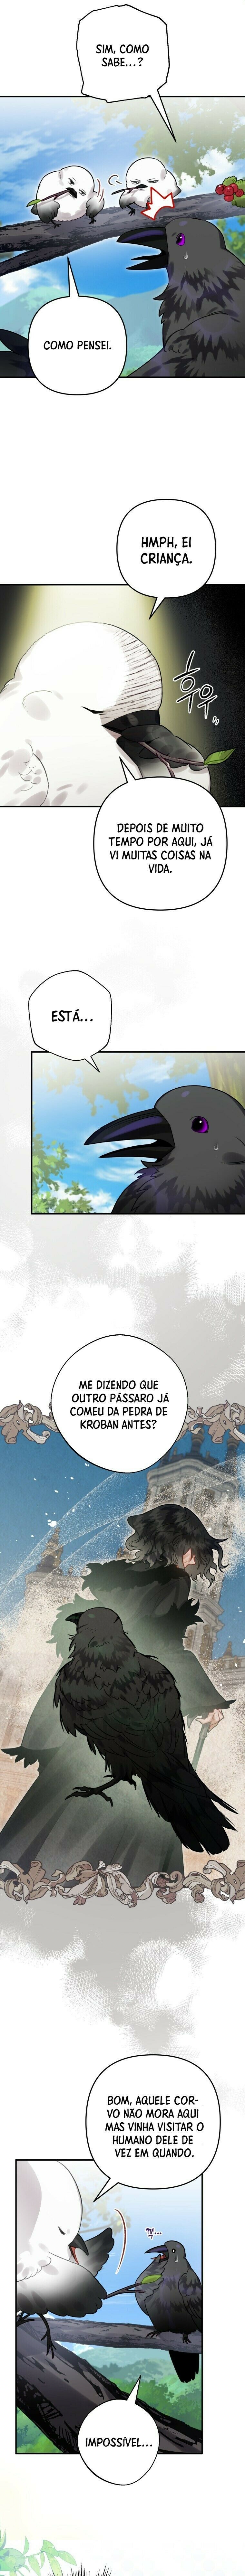 SIM, COMO
SABE...?
COMO PENSEI.
HMPH, EI
CRIANÇA.
후우
DEPOIS DE MUITO
TEMPO POR AQUI, JÁ
VI MUITAS COISAS NA
VIDA.
ESTÁ...
ME DIZENDO QUE
OUTRO PÁSSARO JÁ
COMEU DA PEDRA DE
KROBAN ANTES?
BOM, AQUELE COR-
VO NÃO MORA AQUI
MAS VINHA VISITAR O
HUMANO DELE DE
VEZ EM QUANDO.
IMPOSSÍVEL...